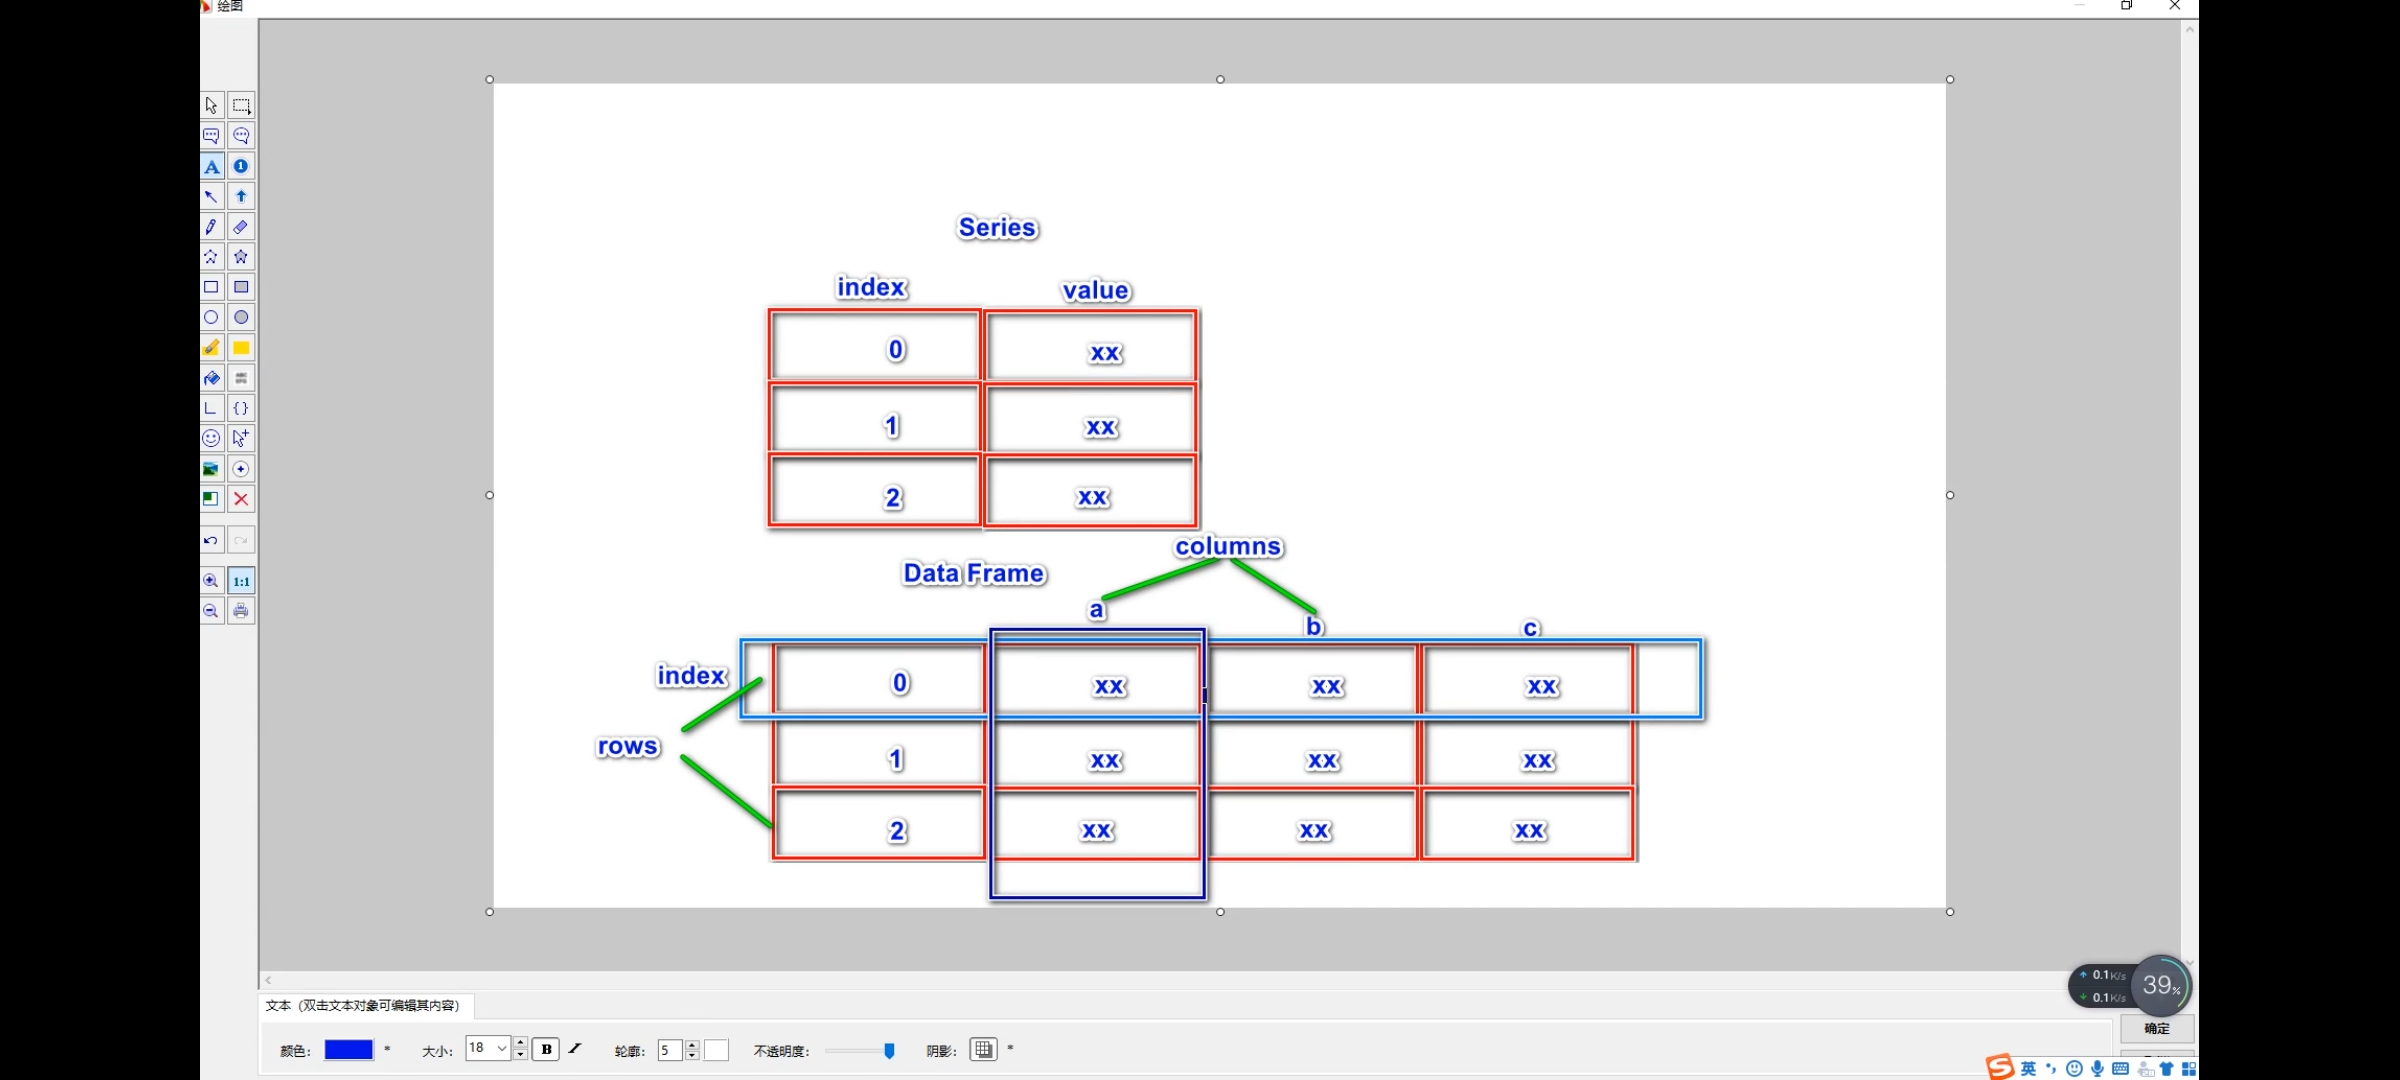 绘图
Series
index value
0 xx
1 xx
2 xx
columns
Data Frame
a b c
index 0 xx xx xx
rows 1 xx xx xx
2 xx xx xx
1:1
0.1K/s
0.1K/s
39%
文本（双击文本对象可编辑其内容）
确定
颜色: * 大小: 18 B I 轮廓: 5 不透明度: 阴影: *
英